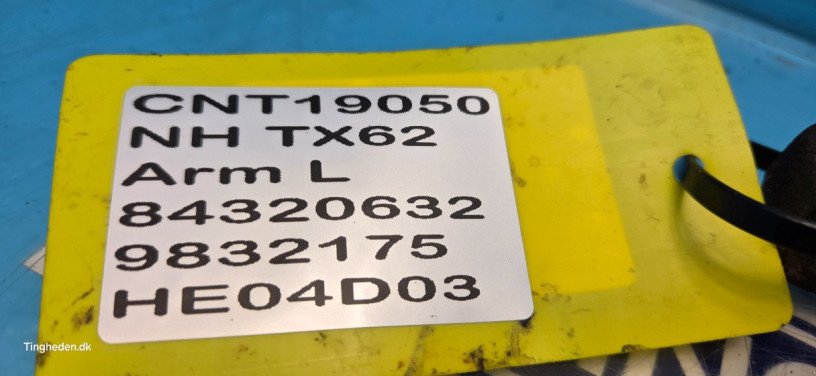 CNT19050
NH TX62
Arm L
84320632
9832175
HE04D03
Tingheden.dk